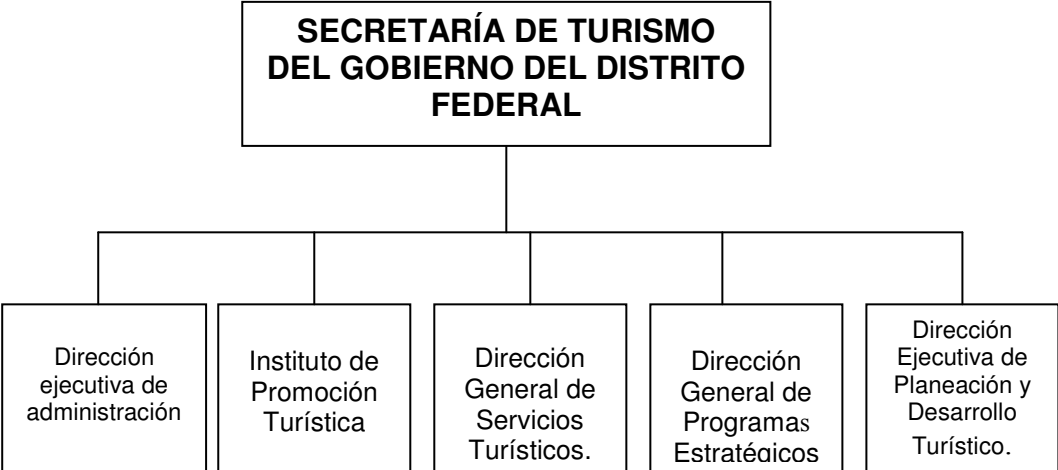 SECRETARÍA DE TURISMO
DEL GOBIERNO DEL DISTRITO
FEDERAL
Dirección
ejecutiva de
administración
Instituto de
Promoción
Turística
Dirección
General de
Servicios
Turísticos.
Dirección
General de
Programas
Estratégicos
Dirección
Ejecutiva de
Planeación y
Desarrollo
Turístico.